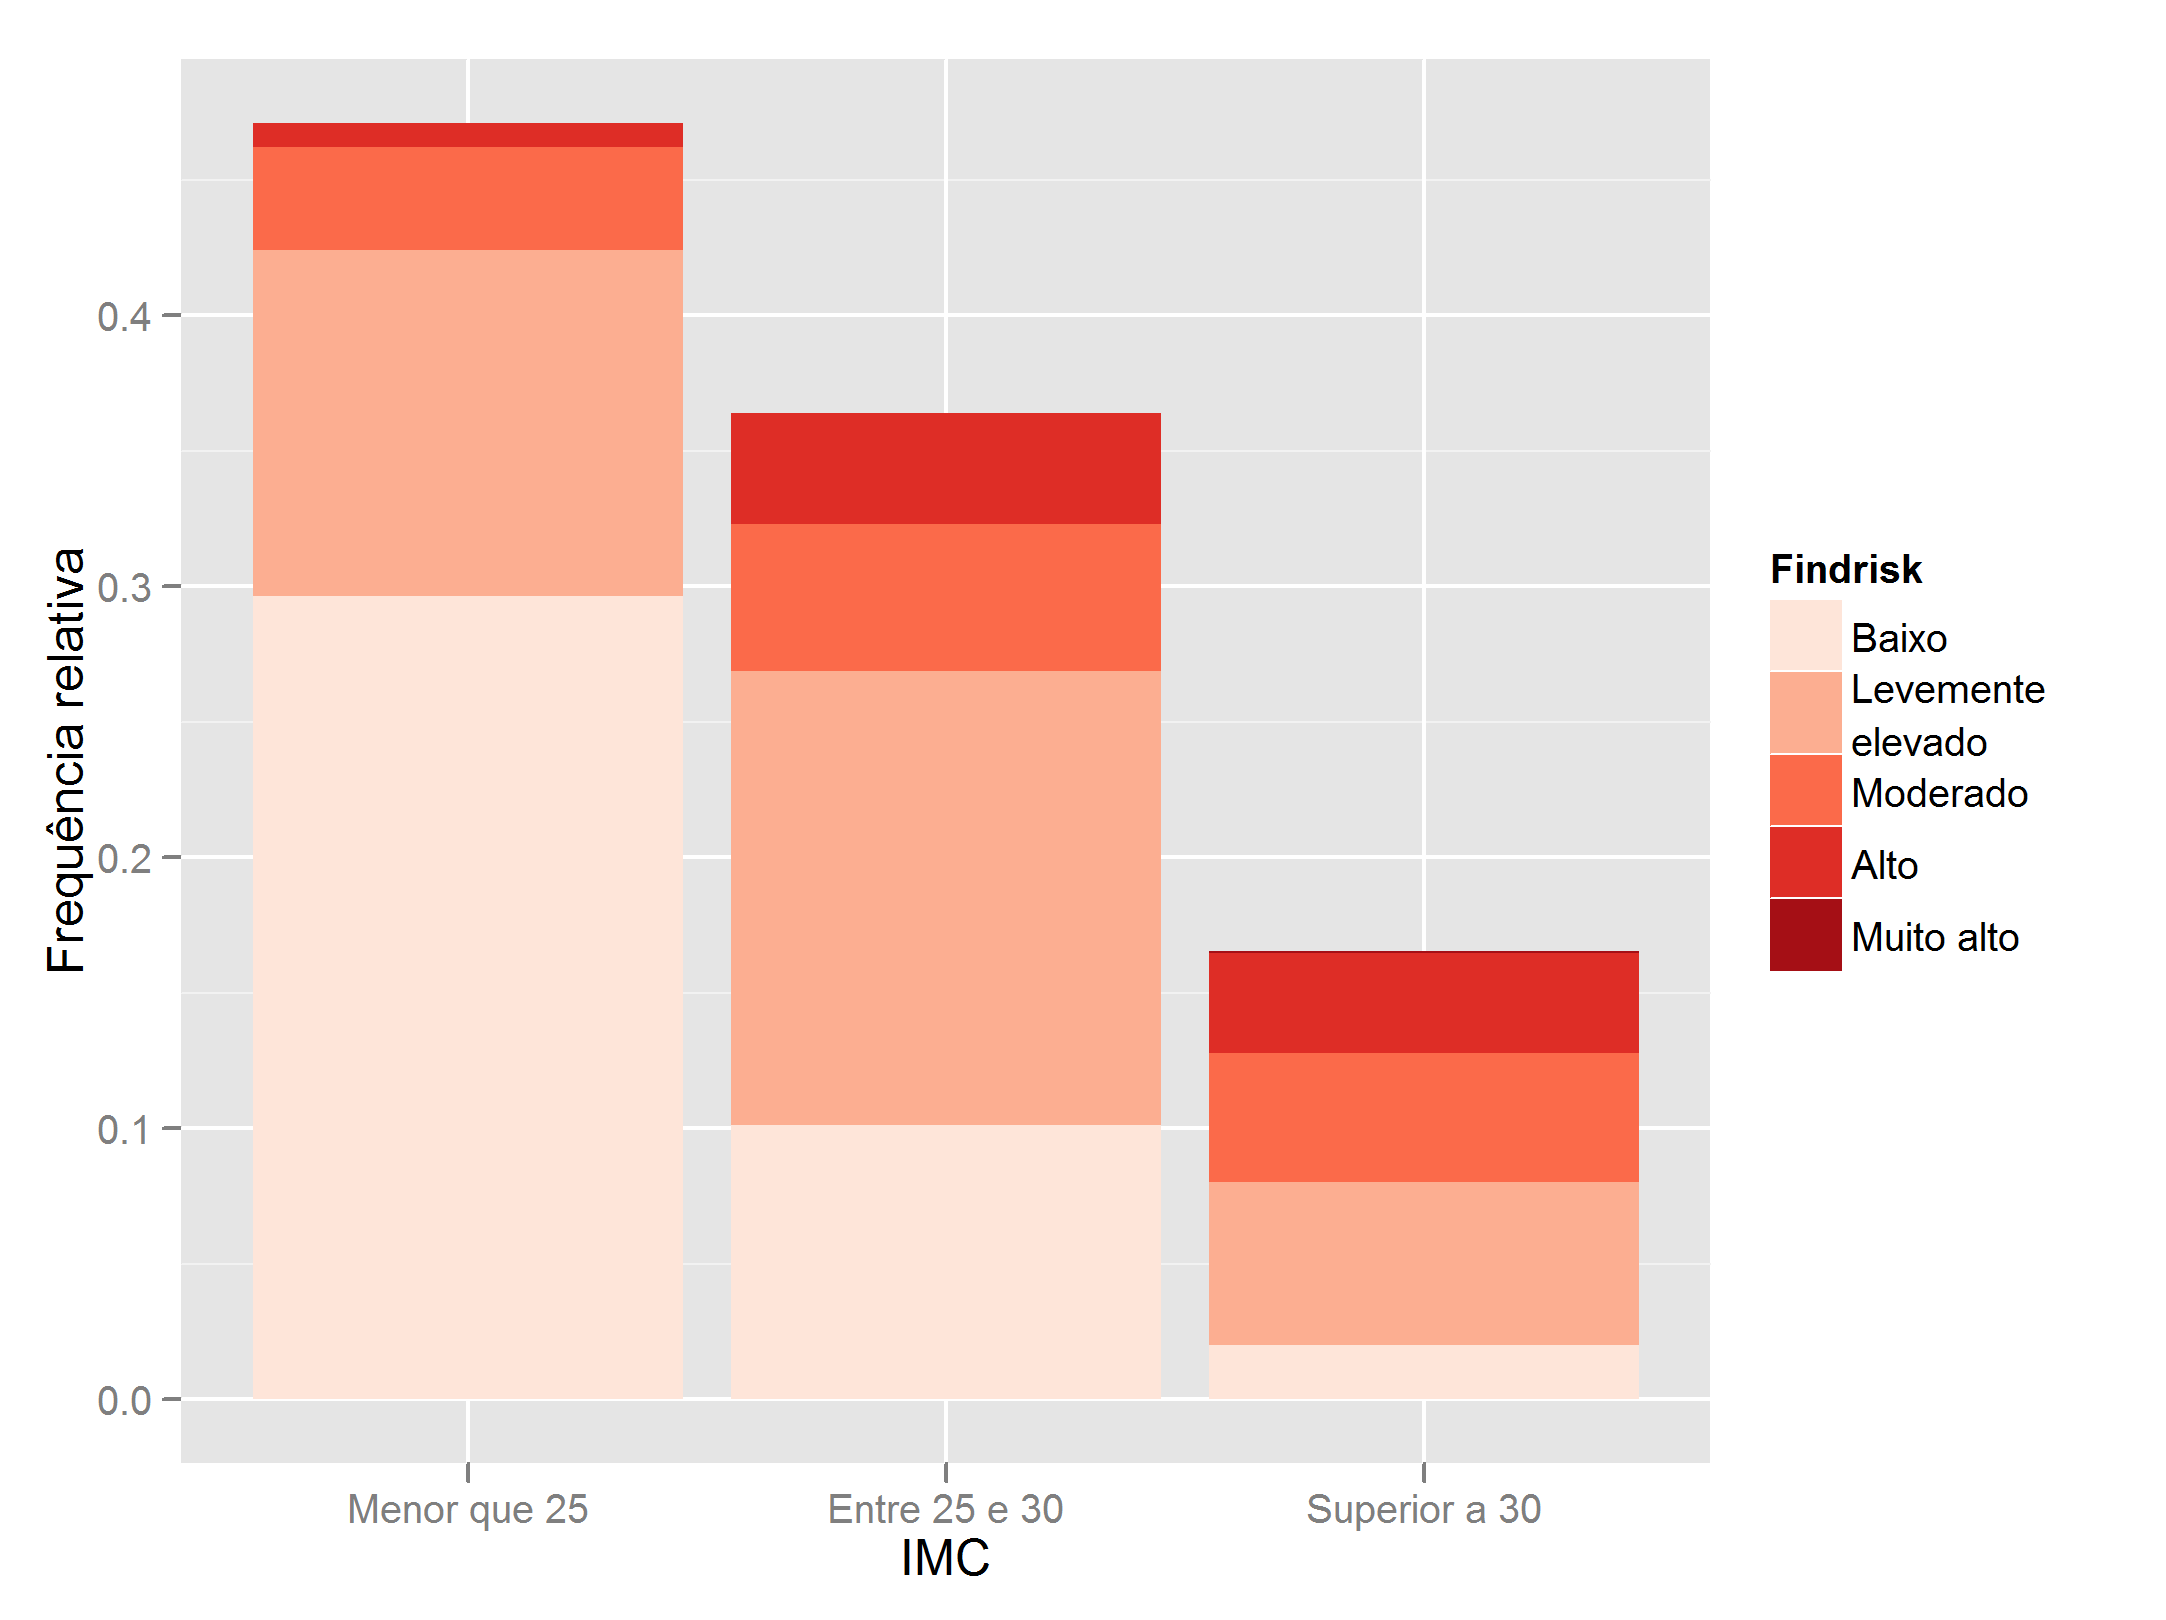 Frequência relativa
0.4
0.3
0.2
0.1
0.0
Menor que 25
Entre 25 e 30
Superior a 30
IMC
Findrisk
Baixo
Levemente
elevado
Moderado
Alto
Muito alto